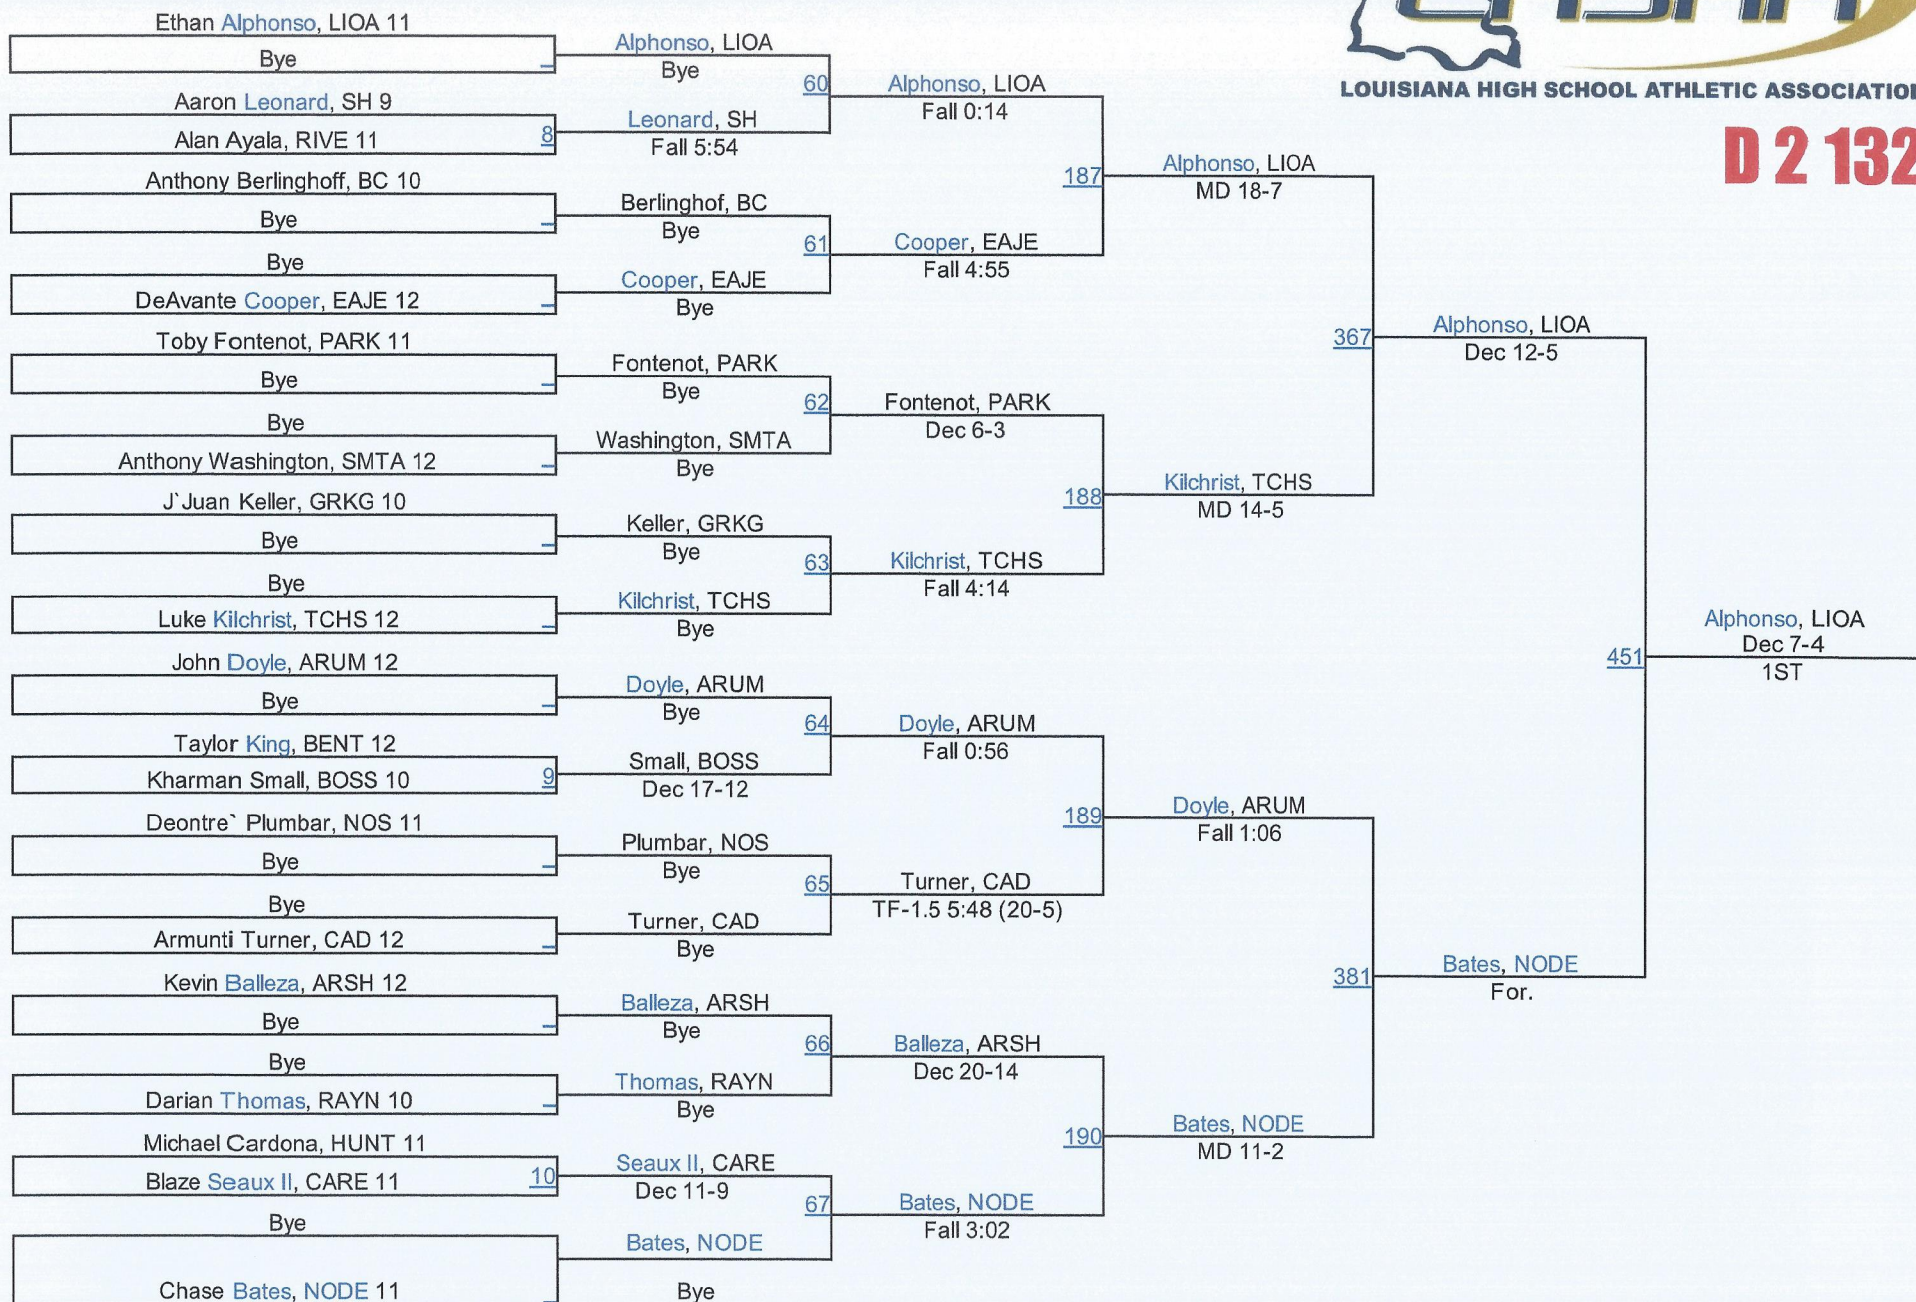 LOUISIANA HIGH SCHOOL ATHLETIC ASSOCIATION
D 2 132
Ethan Alphonso, LIOA 11
Bye
Aaron Leonard, SH 9
Alan Ayala, RIVE 11
8
Anthony Berlinghoff, BC 10
Bye
Bye
DeAvante Cooper, EAJE 12
Toby Fontenot, PARK 11
Bye
Bye
Anthony Washington, SMTA 12
J`Juan Keller, GRKG 10
Bye
Bye
Luke Kilchrist, TCHS 12
John Doyle, ARUM 12
Bye
Taylor King, BENT 12
Kharman Small, BOSS 10
9
Deontre` Plumbar, NOS 11
Bye
Bye
Armunti Turner, CAD 12
Kevin Balleza, ARSH 12
Bye
Bye
Darian Thomas, RAYN 10
Michael Cardona, HUNT 11
Blaze Seaux II, CARE 11
10
Bye
Chase Bates, NODE 11
Alphonso, LIOA
Bye
60
Leonard, SH
Fall 5:54
Berlinghof, BC
Bye
61
Cooper, EAJE
Bye
Fontenot, PARK
Bye
62
Washington, SMTA
Bye
Keller, GRKG
Bye
63
Kilchrist, TCHS
Bye
Doyle, ARUM
Bye
64
Small, BOSS
Dec 17-12
Plumbar, NOS
Bye
65
Turner, CAD
Bye
Balleza, ARSH
Bye
66
Thomas, RAYN
Bye
Seaux II, CARE
Dec 11-9
67
Bates, NODE
Bye
Alphonso, LIOA
Fall 0:14
187
Cooper, EAJE
Fall 4:55
Fontenot, PARK
Dec 6-3
188
Kilchrist, TCHS
Fall 4:14
Doyle, ARUM
Fall 0:56
189
Turner, CAD
TF-1.5 5:48 (20-5)
Balleza, ARSH
Dec 20-14
190
Bates, NODE
Fall 3:02
Alphonso, LIOA
MD 18-7
367
Kilchrist, TCHS
MD 14-5
Doyle, ARUM
Fall 1:06
381
Bates, NODE
MD 11-2
Alphonso, LIOA
Dec 12-5
451
Bates, NODE
For.
Alphonso, LIOA
Dec 7-4
1ST